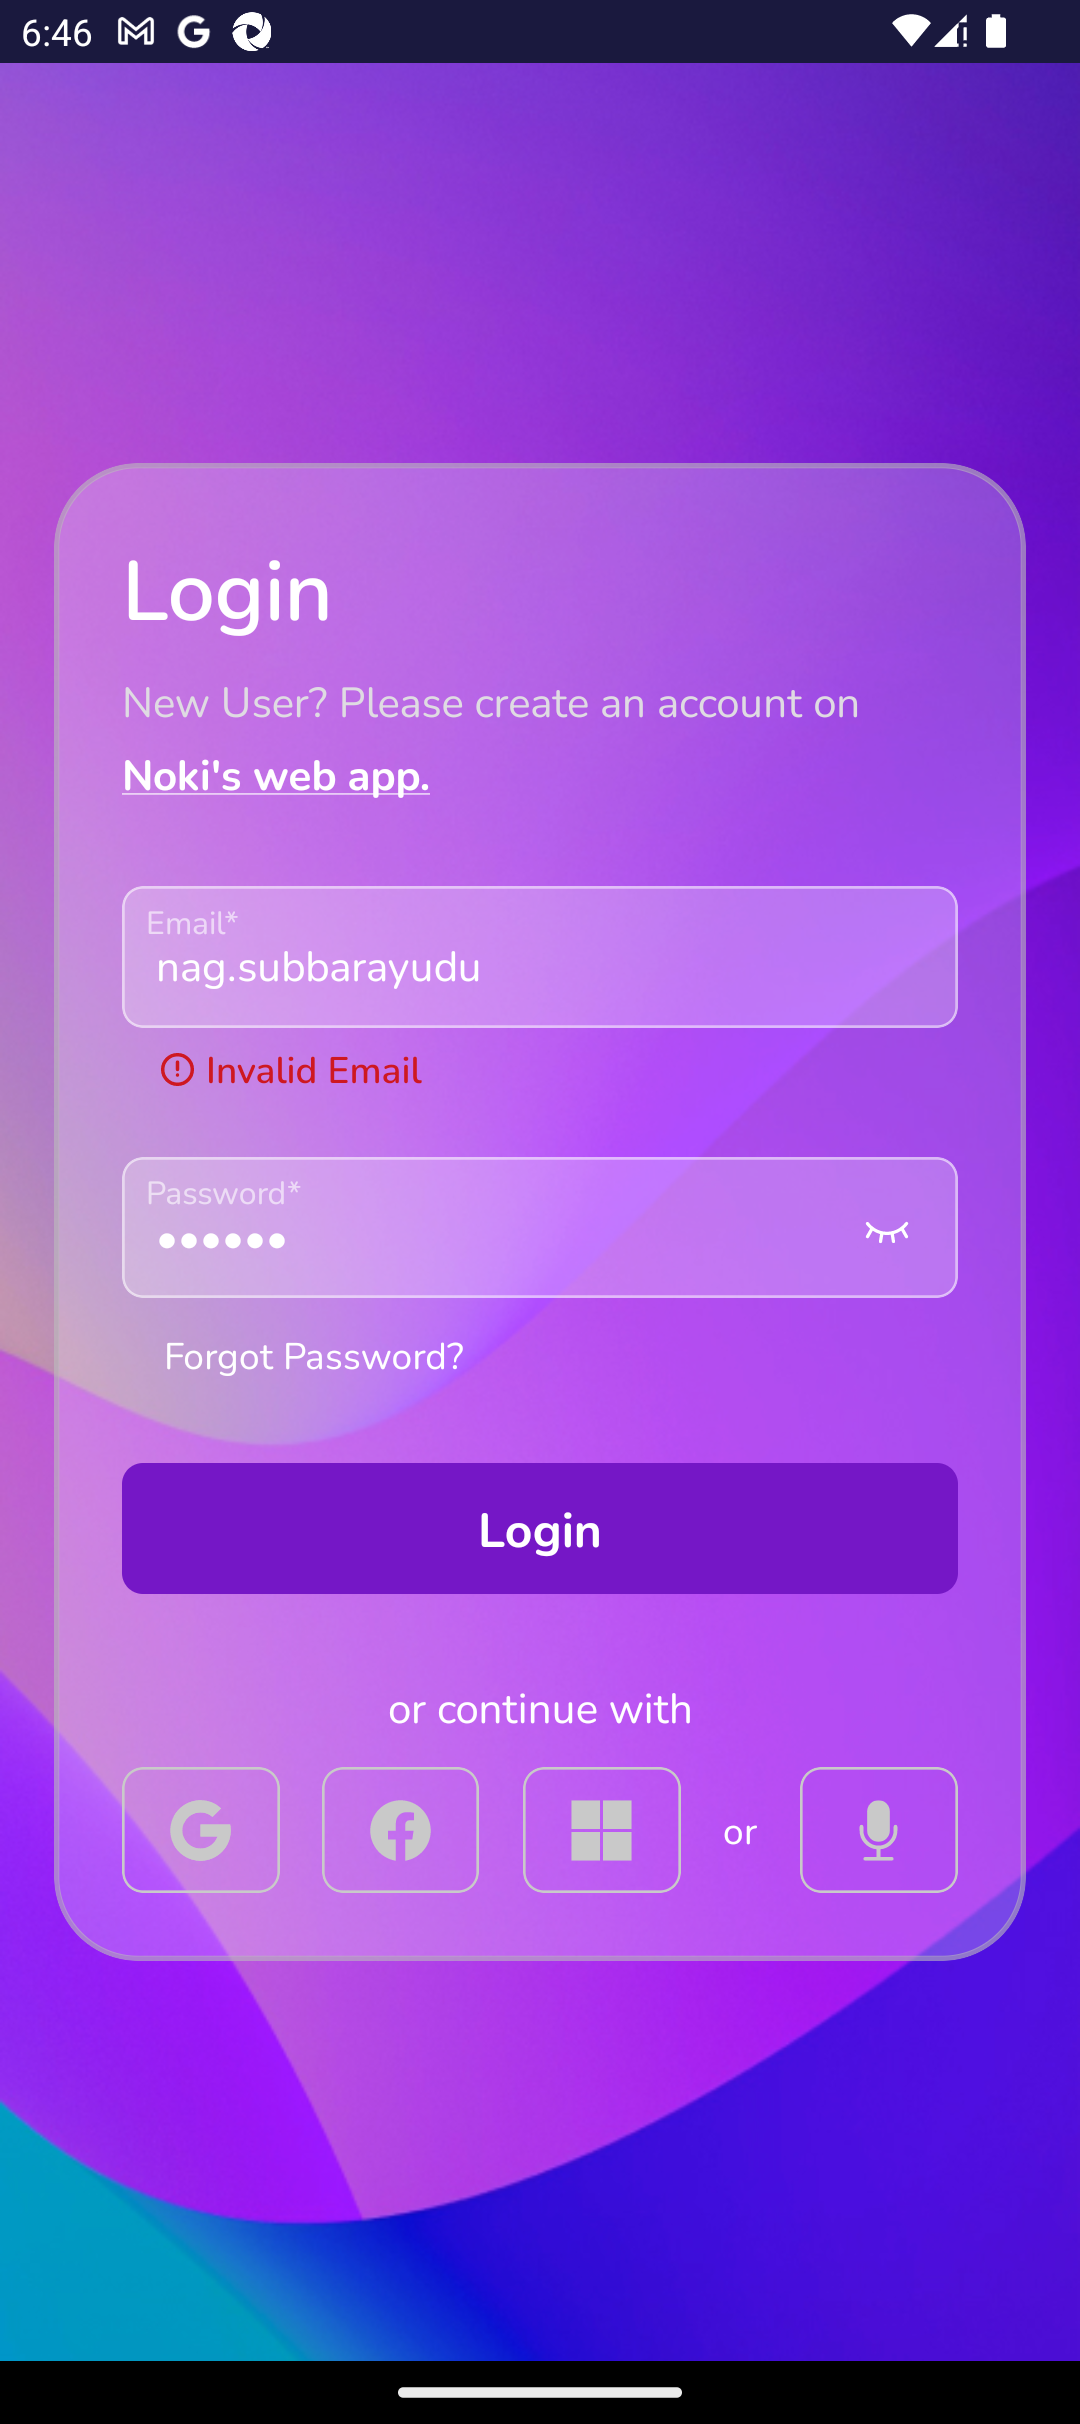 6:46
Login
New User? Please create an account on
Noki's web app.
Email*
nag.subbarayudu
Invalid Email
Password*
Forgot Password?
Login
or continue with
or